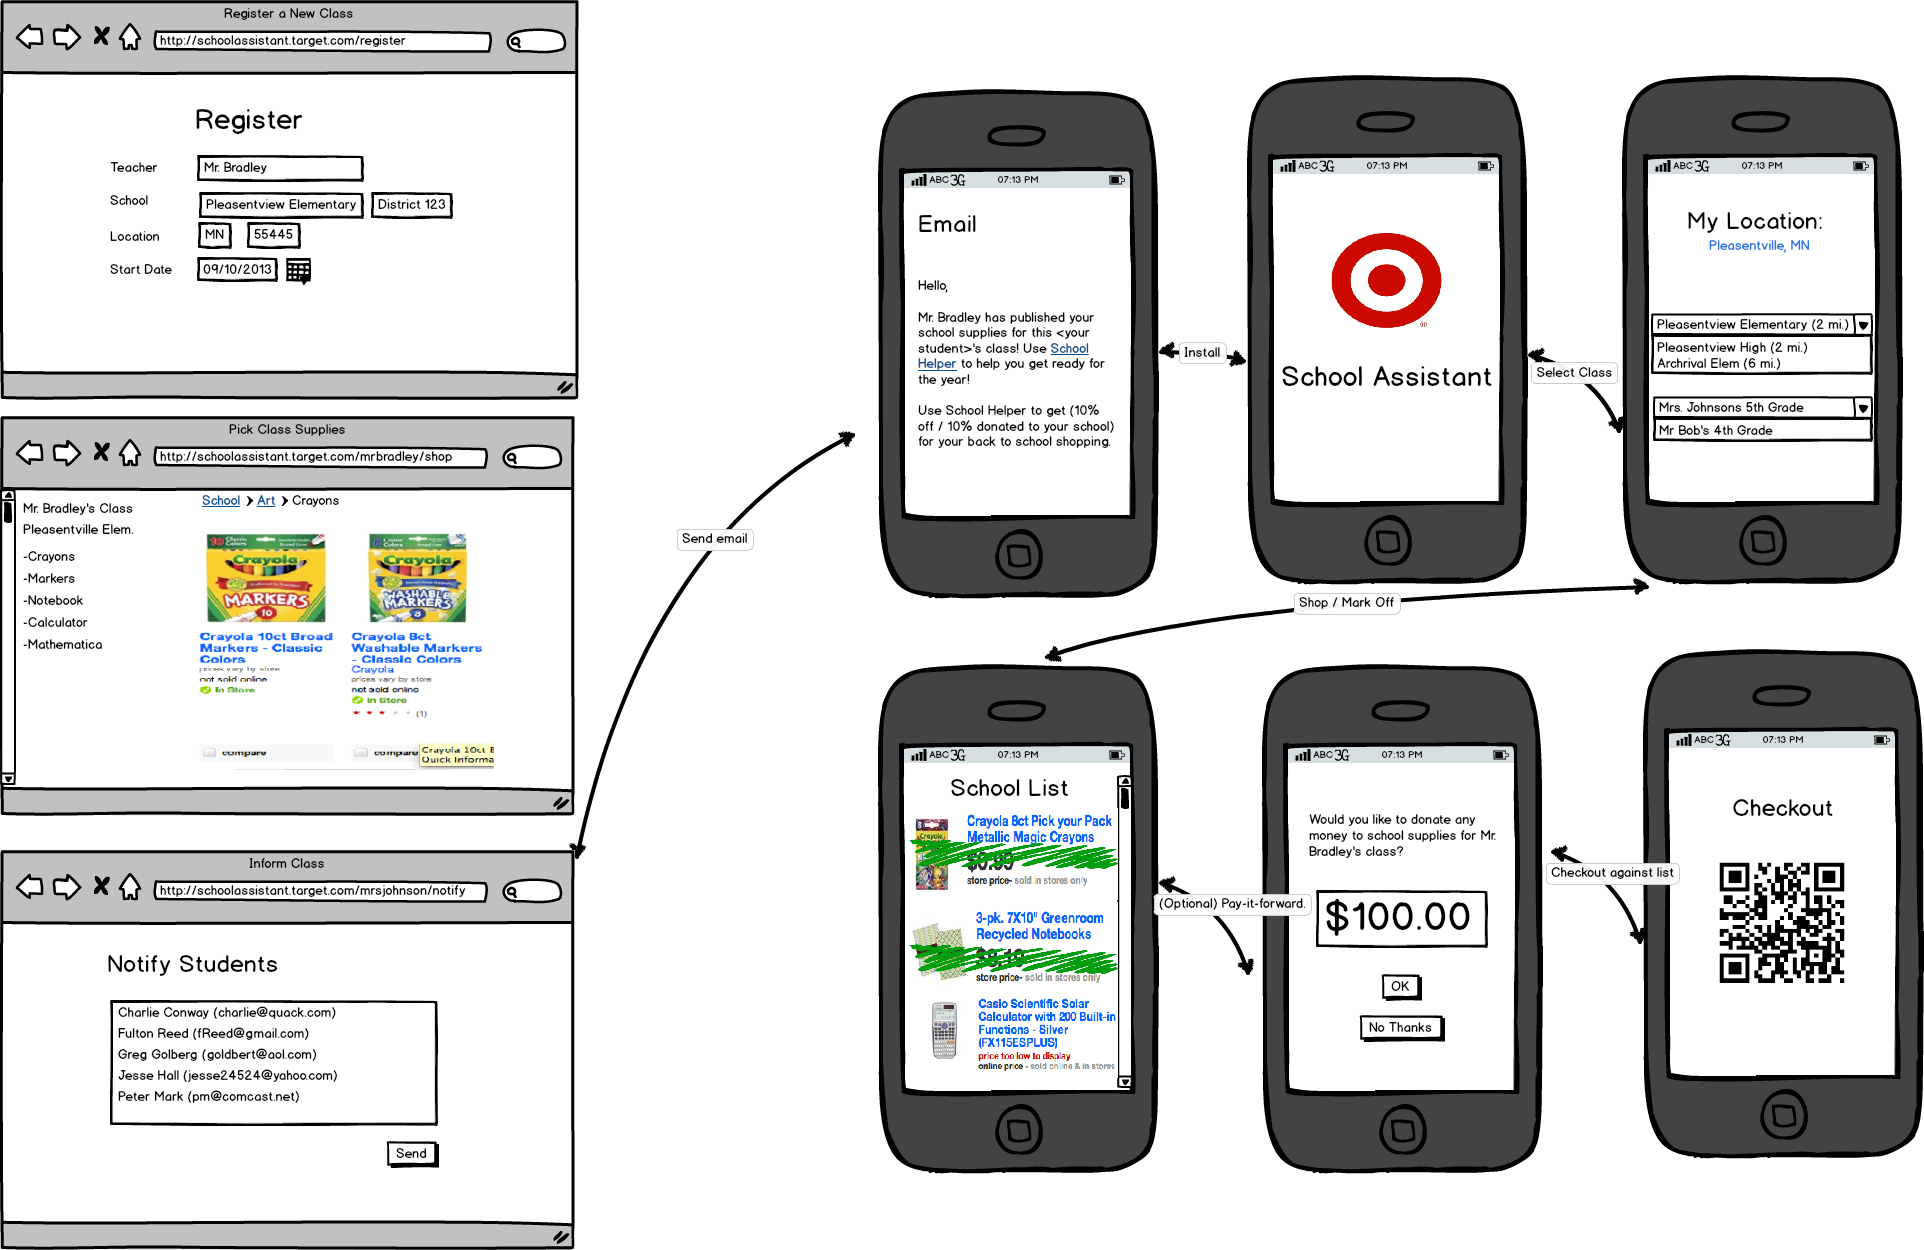 Register a New Class
http://schoolassistant.target.com/register
Register
Teacher
Mr. Bradley
School
Pleasentview Elementary
District 123
Location
MN
55445
Start Date
09/10/2013
Pick Class Supplies
http://schoolassistant.target.com/mrbradley/shop
Mr. Bradley's Class
Pleasentville Elem.
-Crayons
-Markers
-Notebook
-Calculator
-Mathematica
School > Art > Crayons
Crayola
MARKERS
10
Crayola
WASHABLE
MARKERS
8
Crayola 10ct Broad
Markers - Classic
Colors
prices vary by store
not sold online
In Store
compare
Crayola 8ct
Washable Markers
- Classic Colors
Crayola
prices vary by store
not sold online
In Store
(1)
compare
Crayola 10ct B
Quick Informa
Inform Class
http://schoolassistant.target.com/mrsjohnson/notify
Notify Students
Charlie Conway (charlie@quack.com)
Fulton Reed (fReed@gmail.com)
Greg Golberg (goldbert@aol.com)
Jesse Hall (jesse24524@yahoo.com)
Peter Mark (pm@comcast.net)
Send
Send email
ABC 3G 07:13 PM
Email
Hello,
Mr. Bradley has published your
school supplies for this <your
student>'s class! Use School
Helper to help you get ready for
the year!
Use School Helper to get (10%
off / 10% donated to your school)
for your back to school shopping.
Install
ABC 3G 07:13 PM
School Assistant
Select Class
ABC 3G 07:13 PM
My Location:
Pleasentville, MN
Pleasentview Elementary (2 mi.)
Pleasentview High (2 mi.)
Archrival Elem (6 mi.)
Mrs. Johnsons 5th Grade
Mr Bob's 4th Grade
Shop / Mark Off
ABC 3G 07:13 PM
School List
Crayola 8ct Pick your Pack
Metallic Magic Crayons
$0.99
store price- sold in stores only
3-pk. 7X10" Greenroom
Recycled Notebooks
store price- sold in stores only
Casio Scientific Solar
Calculator with 200 Built-in
Functions - Silver
(FX115ESPLUS)
price too low to display
online price - sold online & in stores
(Optional) Pay-it-forward.
ABC 3G 07:13 PM
Would you like to donate any
money to school supplies for Mr.
Bradley's class?
$100.00
OK
No Thanks
Checkout against list
ABC 3G 07:13 PM
Checkout